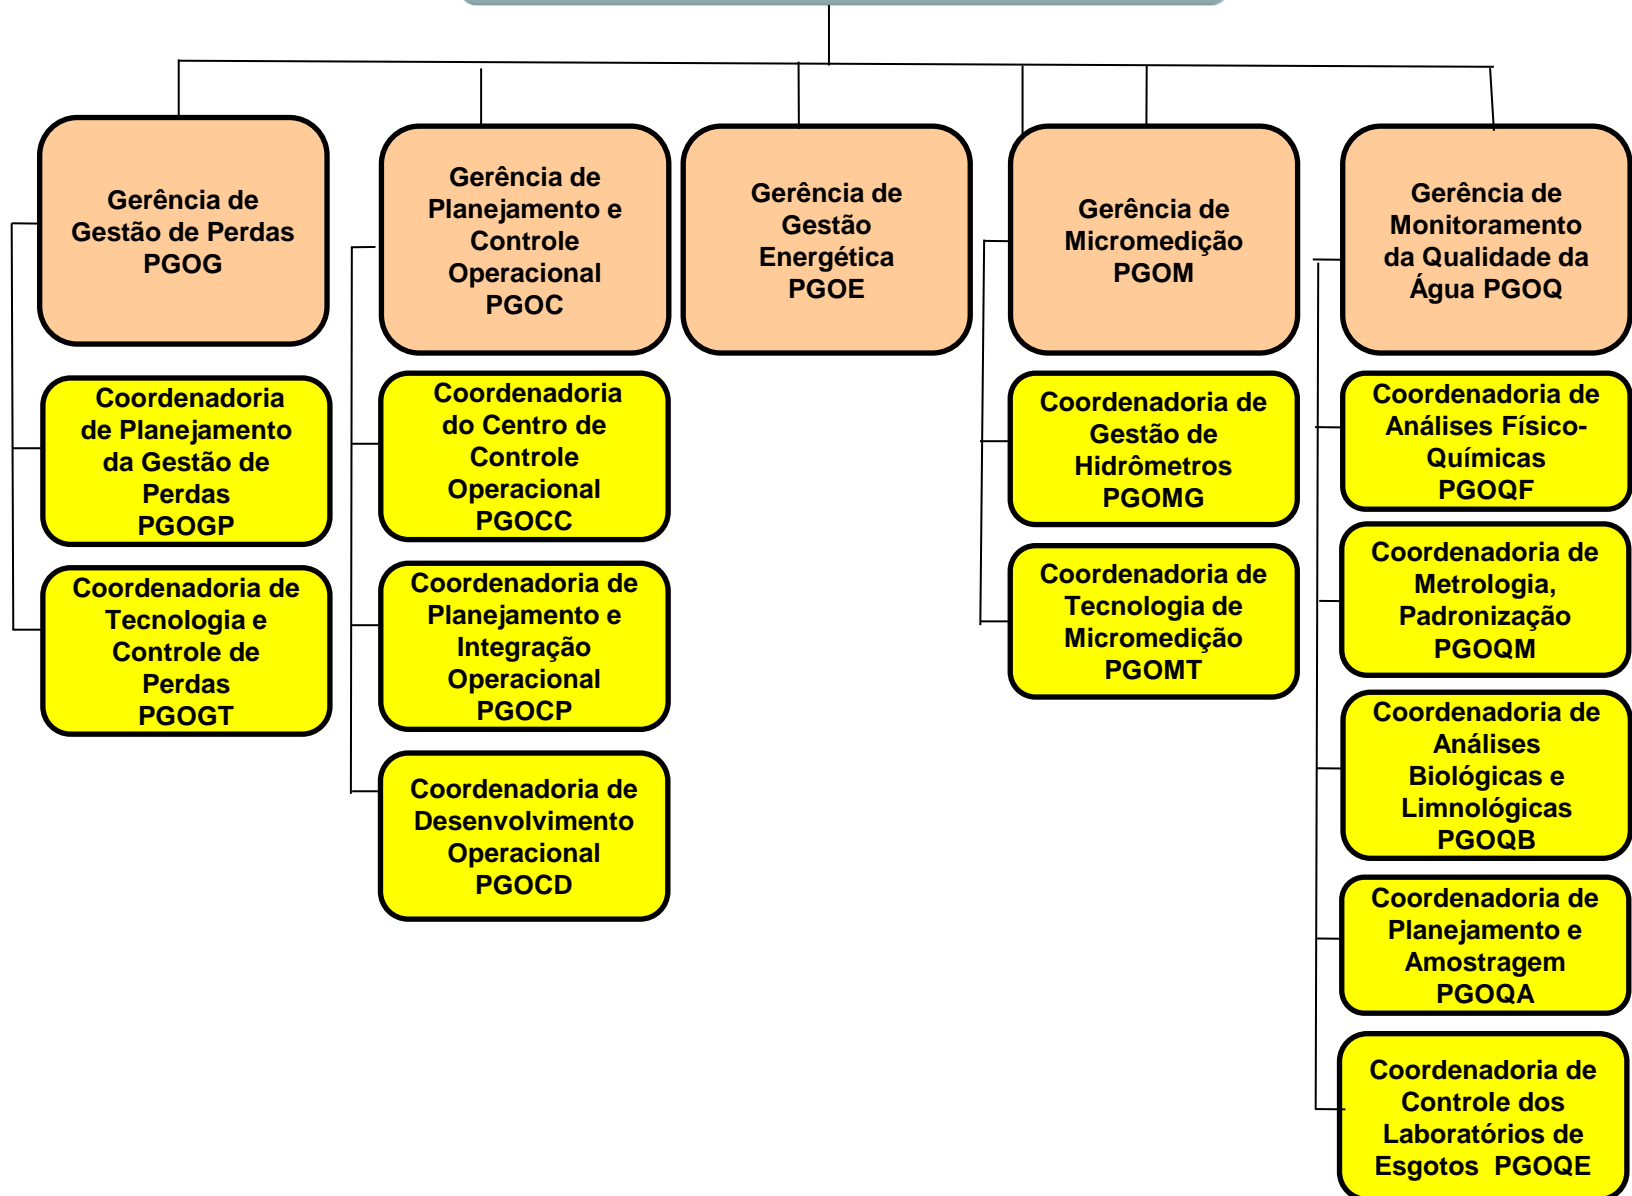 Gerência de
Gestão de Perdas
PGOG
Gerência de
Planejamento e
Controle
Operacional
PGOC
Gerência de
Gestão
Energética
PGOE
Gerência de
Micromedição
PGOM
Gerência de
Monitoramento
da Qualidade da
Água PGOQ
Coordenadoria
de Planejamento
da Gestão de
Perdas
PGOGP
Coordenadoria de
Tecnologia e
Controle de
Perdas
PGOGT
Coordenadoria
do Centro de
Controle
Operacional
PGOCC
Coordenadoria de
Planejamento e
Integração
Operacional
PGOCP
Coordenadoria de
Desenvolvimento
Operacional
PGOCD
Coordenadoria de
Gestão de
Hidrômetros
PGOMG
Coordenadoria de
Tecnologia de
Micromedição
PGOMT
Coordenadoria de
Análises Físico-
Químicas
PGOQF
Coordenadoria de
Metrologia,
Padronização
PGOQM
Coordenadoria de
Análises
Biológicas e
Limnológicas
PGOQB
Coordenadoria de
Planejamento e
Amostragem
PGOQA
Coordenadoria de
Controle dos
Laboratórios de
Esgotos  PGOQE